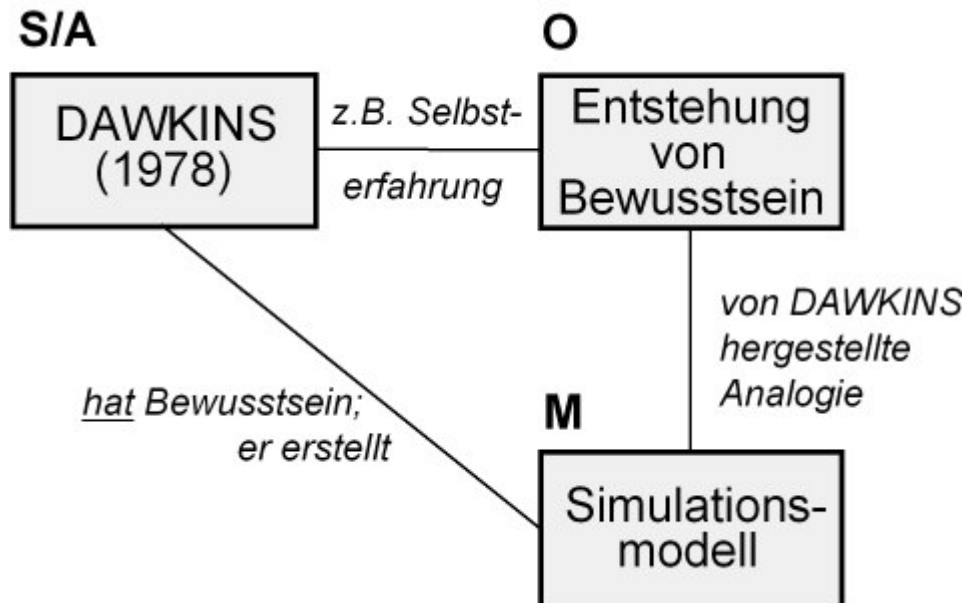 S/A
DAWKINS
(1978)
z.B. Selbst-
erfahrung
O
Entstehung
von
Bewusstsein
von DAWKINS
hergestellte
Analogie
hat Bewusstsein;
er erstellt
M
Simulations-
modell